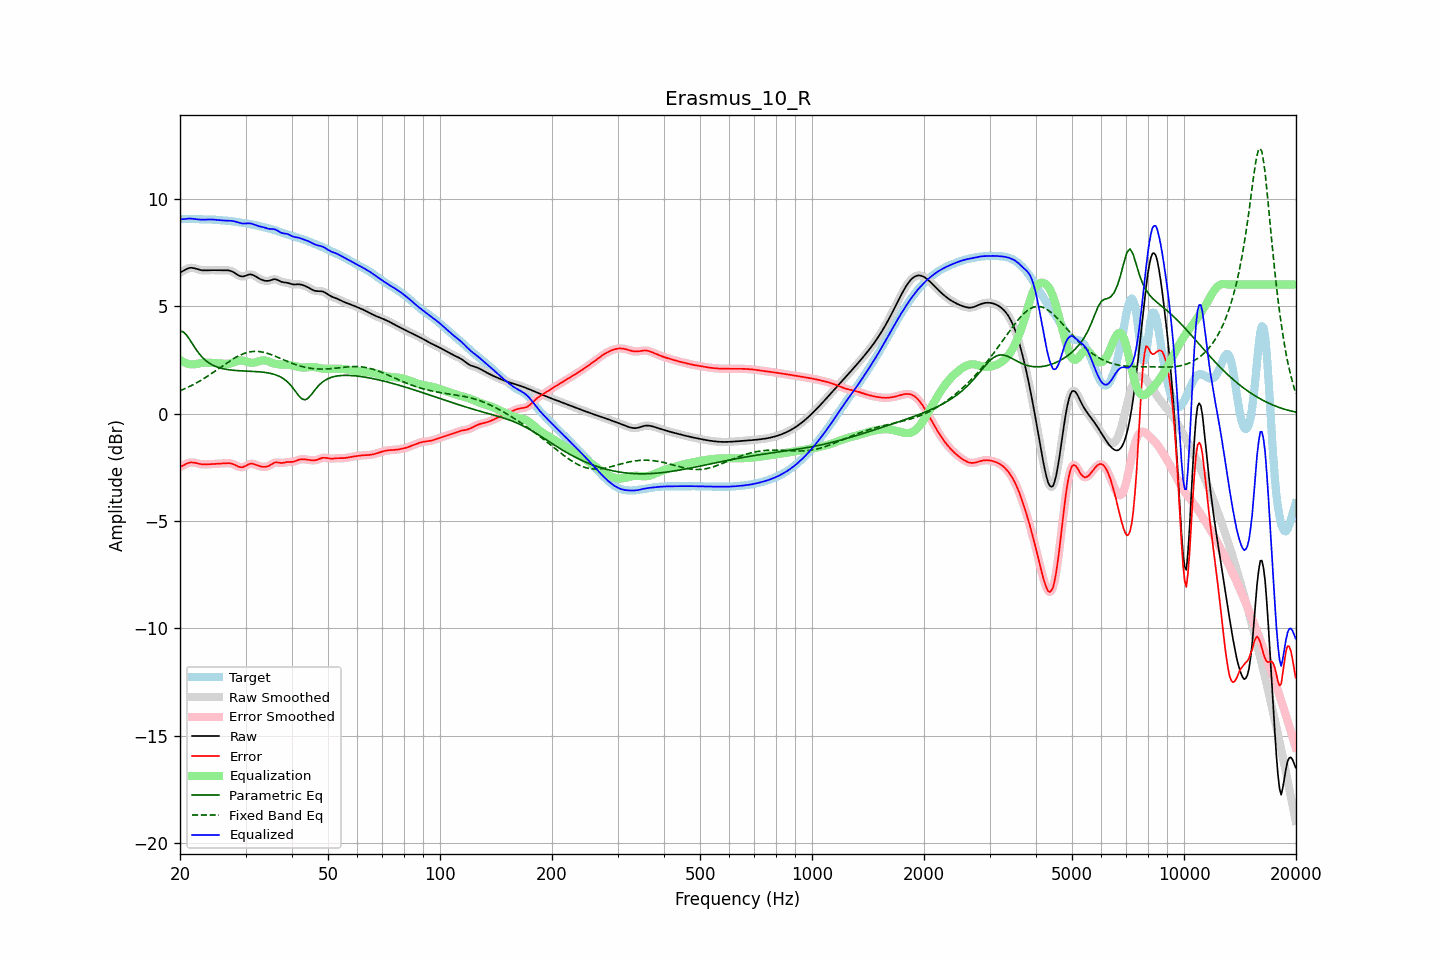 Erasmus_10_R
Amplitude (dBr)
10
5
0
−5
−10
−15
−20
Target
Raw Smoothed
Error Smoothed
Raw
Error
Equalization
Parametric Eq
Fixed Band Eq
Equalized
20 50 100 200 500 1000 2000 5000 10000 20000
Frequency (Hz)